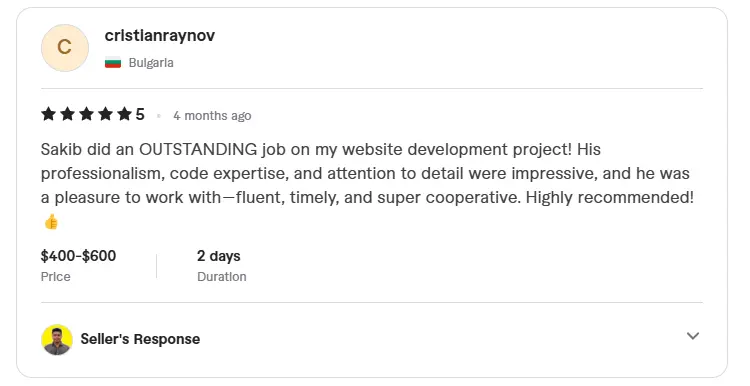 C
cristianraynov
Bulgaria
5
4 months ago
Sakib did an OUTSTANDING job on my website development project! His
professionalism, code expertise, and attention to detail were impressive, and he was
a pleasure to work with—fluent, timely, and super cooperative. Highly recommended!
👍
$400-$600
2 days
Price
Duration
Seller's Response